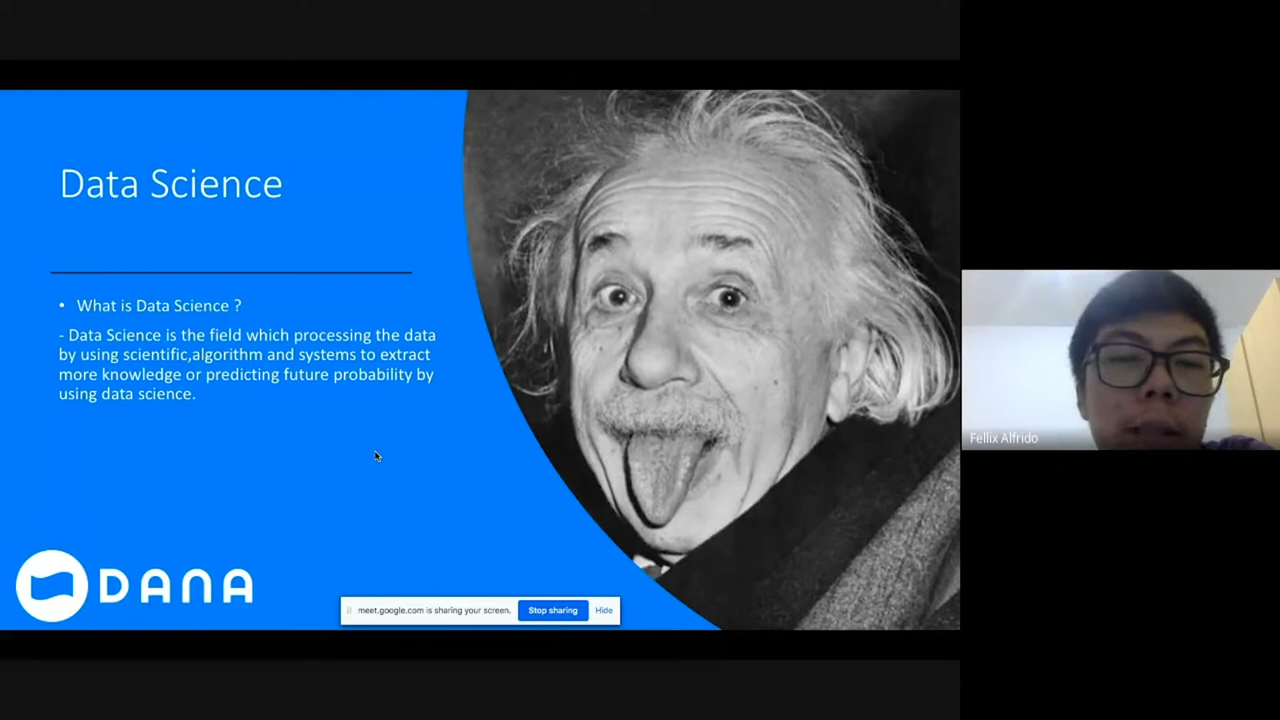 Data Science
• What is Data Science ?
- Data Science is the field which processing the data
by using scientific,algorithm and systems to extract
more knowledge or predicting future probability by
using data science.
DANA
meet.google.com is sharing your screen. Stop sharing Hide
Fellix Alfrido